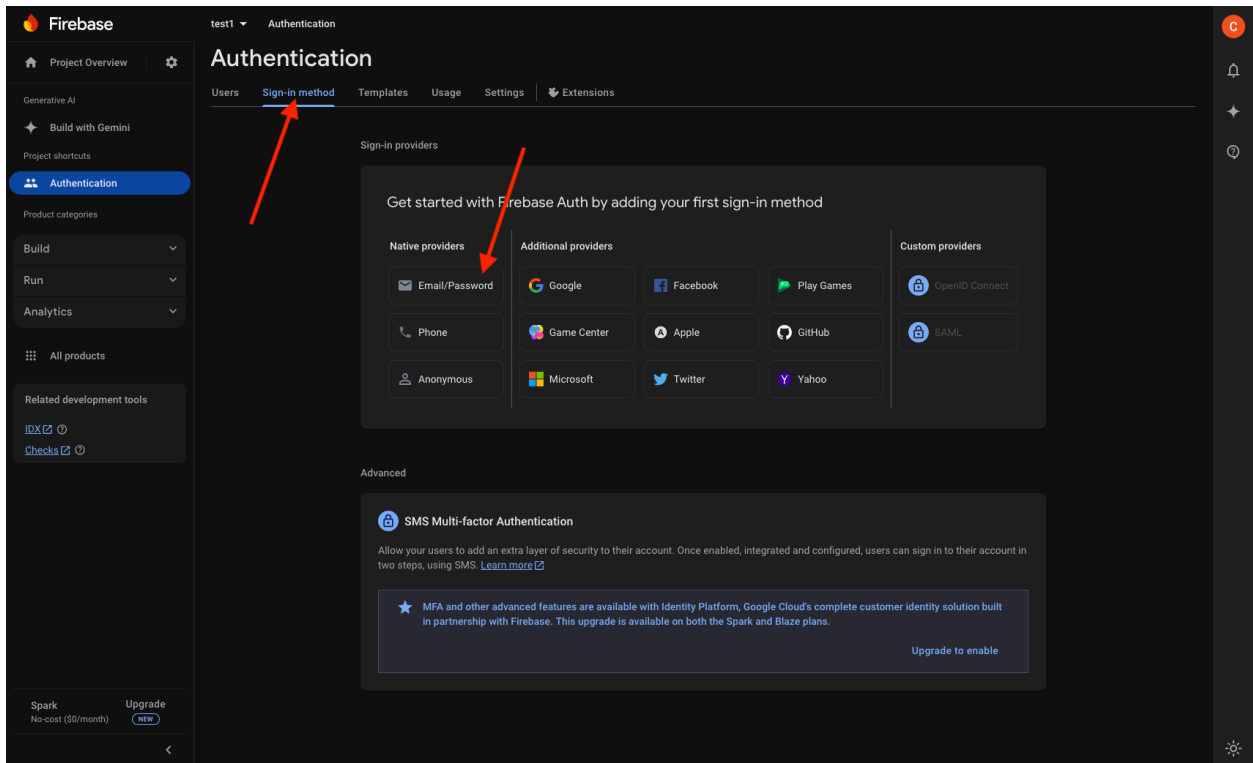 Firebase
test1
Authentication
C
Project Overview
Generative AI
Build with Gemini
Project shortcuts
Authentication
Product categories
Build
Run
Analytics
All products
Related development tools
IDX
Checks
Spark
No-cost ($0/month)
Upgrade
NEW
Authentication
Users
Sign-in method
Templates
Usage
Settings
Extensions
Sign-in providers
Get started with Firebase Auth by adding your first sign-in method
Native providers
Additional providers
Custom providers
Email/Password
Google
Facebook
Play Games
OpenID Connect
Phone
Game Center
Apple
GitHub
SAML
Anonymous
Microsoft
Twitter
Yahoo
Advanced
SMS Multi-factor Authentication
Allow your users to add an extra layer of security to their account. Once enabled, integrated and configured, users can sign in to their account in
two steps, using SMS. Learn more
MFA and other advanced features are available with Identity Platform, Google Cloud's complete customer identity solution built
in partnership with Firebase. This upgrade is available on both the Spark and Blaze plans.
Upgrade to enable